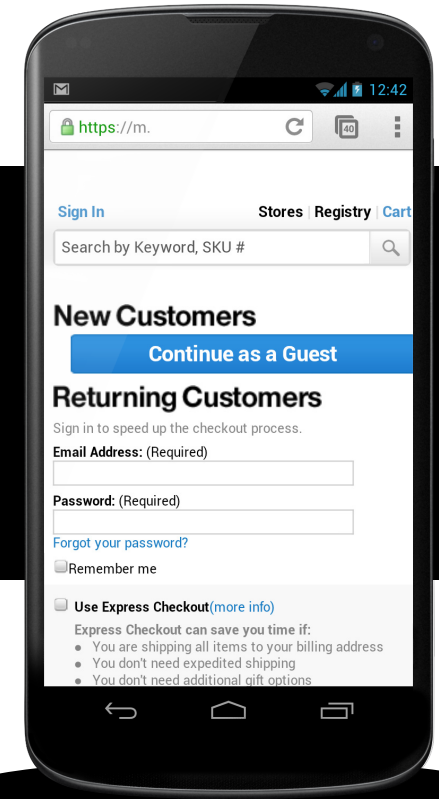 12:42
https://m.
40
Sign In
Stores | Registry | Cart
Search by Keyword, SKU #
New Customers
Continue as a Guest
Returning Customers
Sign in to speed up the checkout process.
Email Address: (Required)
Password: (Required)
Forgot your password?
Remember me
Use Express Checkout(more info)
Express Checkout can save you time if:
• You are shipping all items to your billing address
• You don't need expedited shipping
• You don't need additional gift options